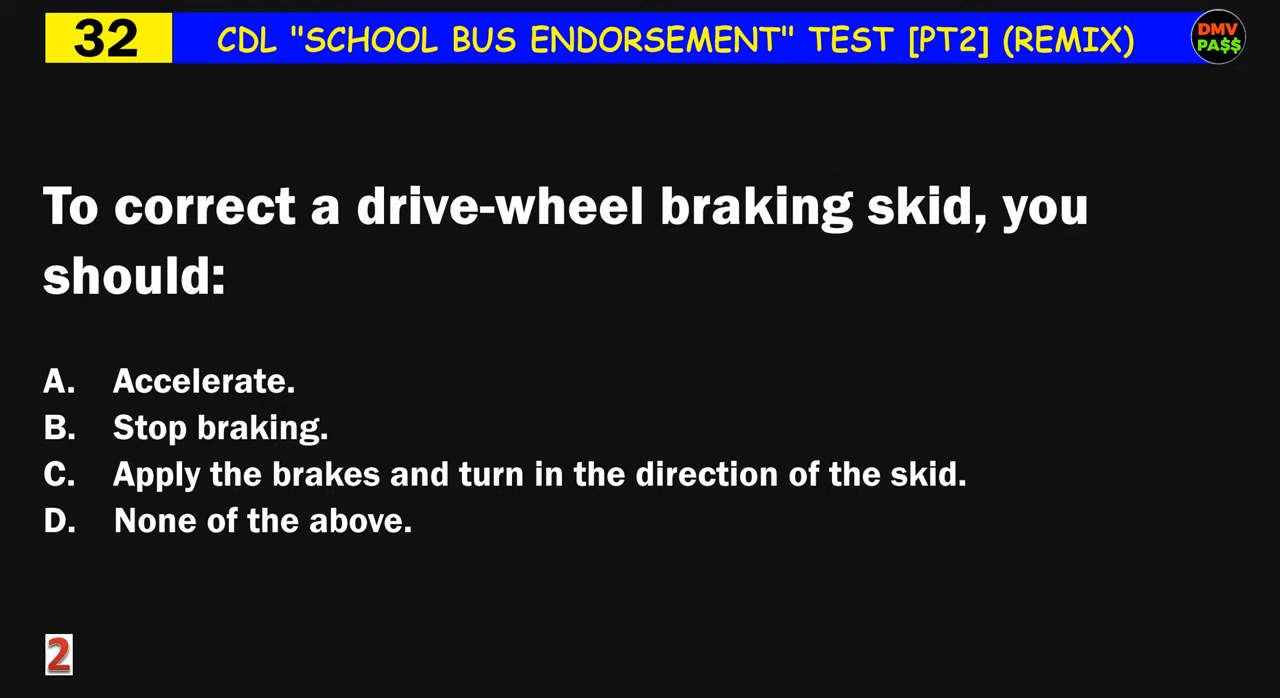 32
CDL "SCHOOL BUS ENDORSEMENT" TEST [PT2] (REMIX)
DMV
PA$$
To correct a drive-wheel braking skid, you
should:
A. Accelerate.
B. Stop braking.
C. Apply the brakes and turn in the direction of the skid.
D. None of the above.
2